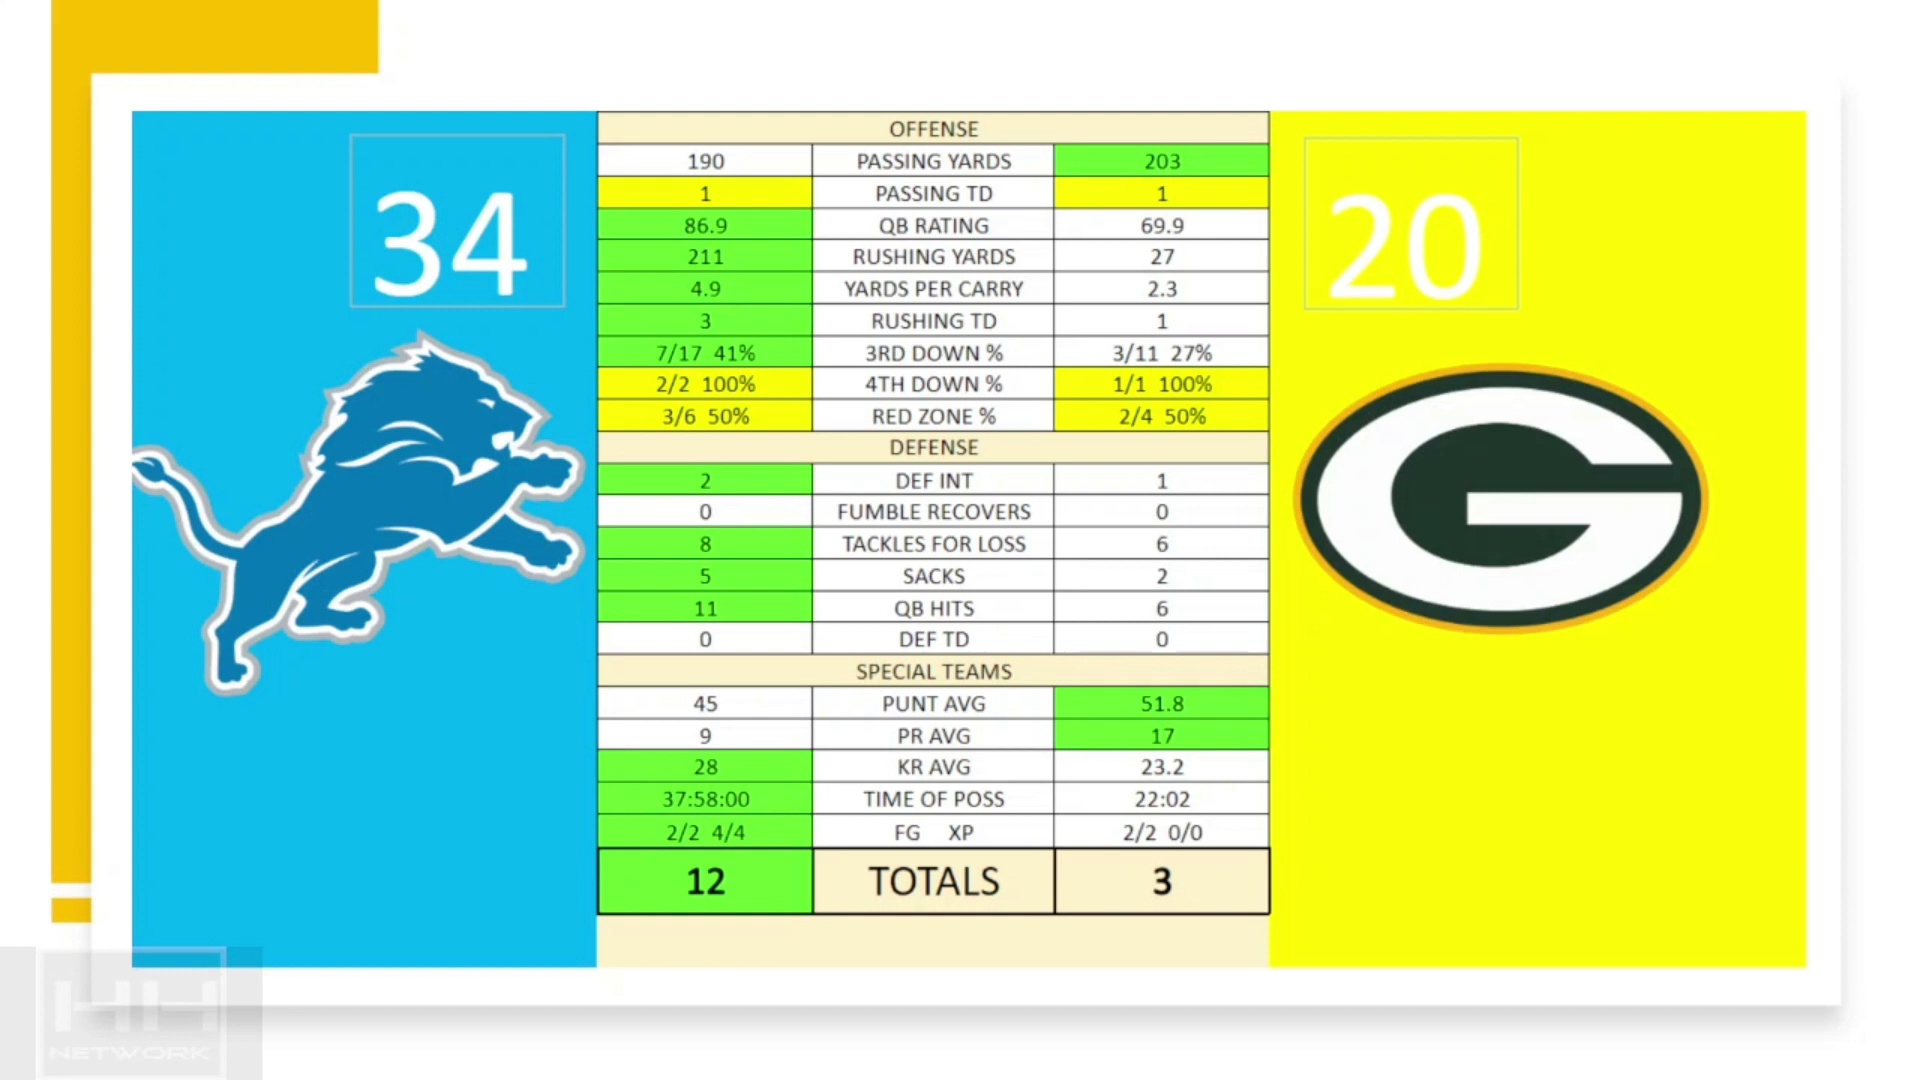 34
20
OFFENSE
190 PASSING YARDS 203
1 PASSING TD 1
86.9 QB RATING 69.9
211 RUSHING YARDS 27
4.9 YARDS PER CARRY 2.3
3 RUSHING TD 1
7/17 41% 3RD DOWN % 3/11 27%
2/2 100% 4TH DOWN % 1/1 100%
3/6 50% RED ZONE % 2/4 50%
DEFENSE
2 DEF INT 1
0 FUMBLE RECOVERS 0
8 TACKLES FOR LOSS 6
5 SACKS 2
11 QB HITS 6
0 DEF TD 0
SPECIAL TEAMS
45 PUNT AVG 51.8
9 PR AVG 17
28 KR AVG 23.2
37:58:00 TIME OF POSS 22:02
2/2 4/4 FG XP 2/2 0/0
12 TOTALS 3
G
HH
NETWORK